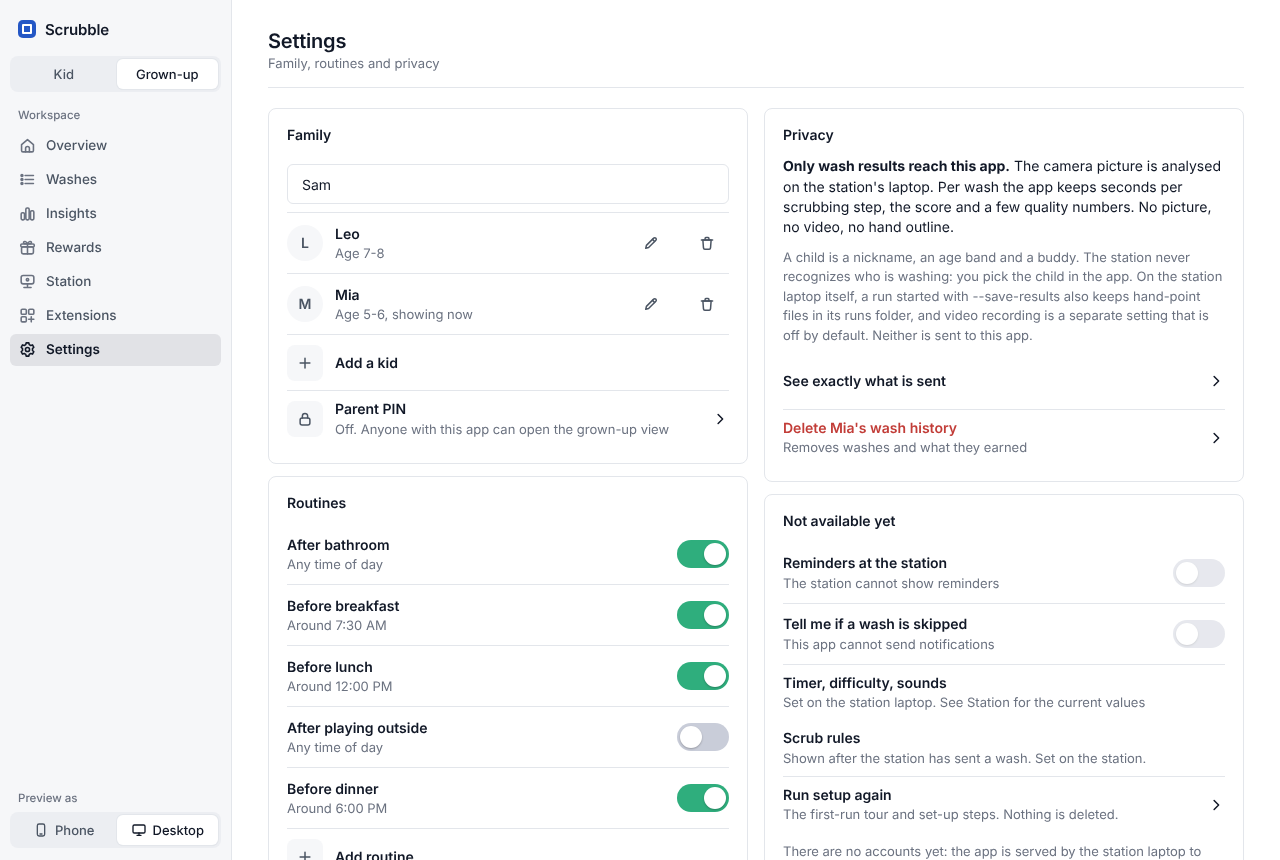 Scrubble
Kid
Grown-up
Workspace
Overview
Washes
Insights
Rewards
Station
Extensions
Settings
Preview as
Phone
Desktop
Settings
Family, routines and privacy
Family
Sam
L
Leo
Age 7-8
M
Mia
Age 5-6, showing now
Add a kid
Parent PIN
Off. Anyone with this app can open the grown-up view
Routines
After bathroom
Any time of day
Before breakfast
Around 7:30 AM
Before lunch
Around 12:00 PM
After playing outside
Any time of day
Before dinner
Around 6:00 PM
Add routine
Privacy
Only wash results reach this app. The camera picture is analysed
on the station's laptop. Per wash the app keeps seconds per
scrubbing step, the score and a few quality numbers. No picture,
no video, no hand outline.
A child is a nickname, an age band and a buddy. The station never
recognizes who is washing: you pick the child in the app. On the station
laptop itself, a run started with --save-results also keeps hand-point
files in its runs folder, and video recording is a separate setting that is
off by default. Neither is sent to this app.
See exactly what is sent
Delete Mia's wash history
Removes washes and what they earned
Not available yet
Reminders at the station
The station cannot show reminders
Tell me if a wash is skipped
This app cannot send notifications
Timer, difficulty, sounds
Set on the station laptop. See Station for the current values
Scrub rules
Shown after the station has sent a wash. Set on the station.
Run setup again
The first-run tour and set-up steps. Nothing is deleted.
There are no accounts yet: the app is served by the station laptop to